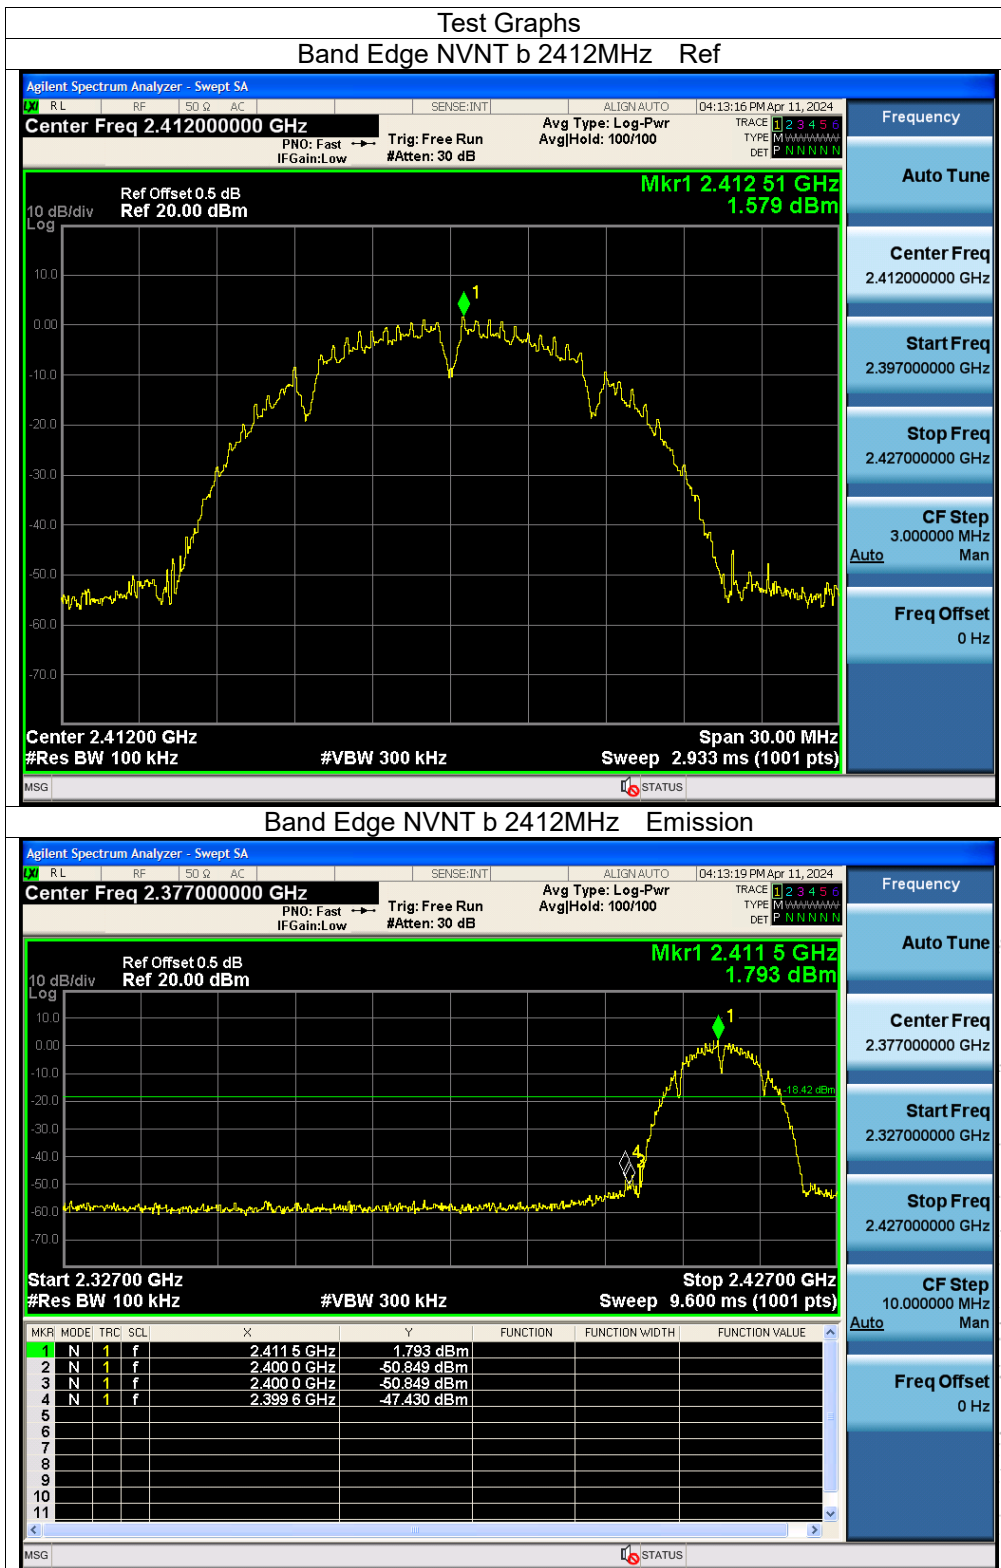 Test Graphs
Band Edge NVNT b 2412MHz Ref
Agilent Spectrum Analyzer - Swept SA
LXI RL RF 50 Ω AC SENSE:INT ALIGN AUTO 04:13:16 PM Apr 11, 2024
Center Freq 2.412000000 GHz
PNO: Fast
IFGain:Low
Trig: Free Run
#Atten: 30 dB
Avg Type: Log-Pwr
Avg|Hold: 100/100
TRACE 1 2 3 4 5 6
TYPE M
DET P N N N N N
Ref Offset 0.5 dB
10 dB/div Ref 20.00 dBm
Log
Mkr1 2.412 51 GHz
1.579 dBm
10.0
0.00
-10.0
-20.0
-30.0
-40.0
-50.0
-60.0
-70.0
1
Center 2.41200 GHz Span 30.00 MHz
#Res BW 100 kHz #VBW 300 kHz Sweep 2.933 ms (1001 pts)
MSG STATUS
Frequency
Auto Tune
Center Freq
2.412000000 GHz
Start Freq
2.397000000 GHz
Stop Freq
2.427000000 GHz
CF Step
3.000000 MHz
Auto Man
Freq Offset
0 Hz
Band Edge NVNT b 2412MHz Emission
Agilent Spectrum Analyzer - Swept SA
LXI RL RF 50 Ω AC SENSE:INT ALIGN AUTO 04:13:19 PM Apr 11, 2024
Center Freq 2.377000000 GHz
PNO: Fast
IFGain:Low
Trig: Free Run
#Atten: 30 dB
Avg Type: Log-Pwr
Avg|Hold: 100/100
TRACE 1 2 3 4 5 6
TYPE M
DET P N N N N N
Ref Offset 0.5 dB
10 dB/div Ref 20.00 dBm
Log
Mkr1 2.411 5 GHz
1.793 dBm
10.0
0.00
-10.0
-20.0
-30.0
-40.0
-50.0
-60.0
-70.0
1
-18.42 dBm
4
Start 2.32700 GHz Stop 2.42700 GHz
#Res BW 100 kHz #VBW 300 kHz Sweep 9.600 ms (1001 pts)
MKR MODE TRC SCL X Y FUNCTION FUNCTION WIDTH FUNCTION VALUE
1 N 1 f 2.411 5 GHz 1.793 dBm
2 N 1 f 2.400 0 GHz -50.849 dBm
3 N 1 f 2.400 0 GHz -50.849 dBm
4 N 1 f 2.399 6 GHz -47.430 dBm
5
6
7
8
9
10
11
MSG STATUS
Frequency
Auto Tune
Center Freq
2.377000000 GHz
Start Freq
2.327000000 GHz
Stop Freq
2.427000000 GHz
CF Step
10.000000 MHz
Auto Man
Freq Offset
0 Hz